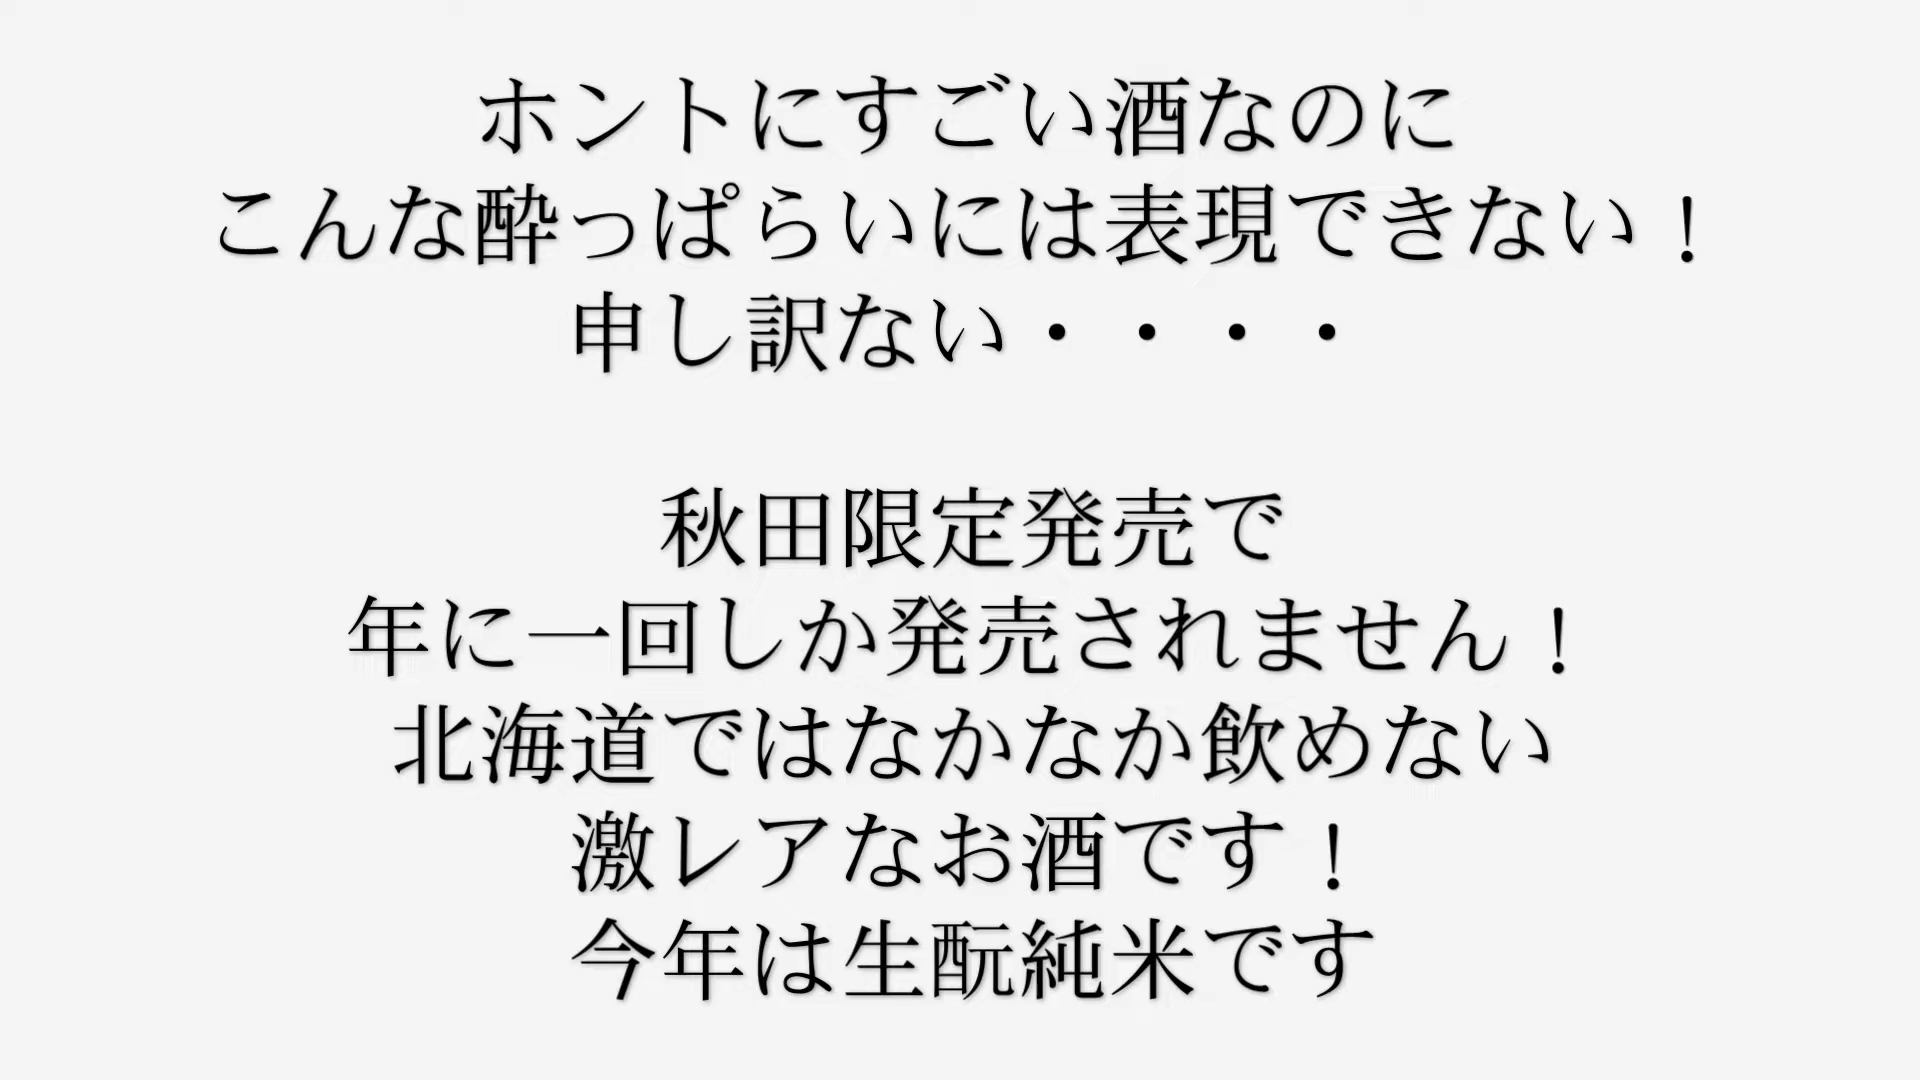 ホントにすごい酒なのに
こんな酔っぱらいには表現できない！
申し訳ない・・・・
秋田限定発売で
年に一回しか発売されません！
北海道ではなかなか飲めない
激レアなお酒です！
今年は生酛純米です